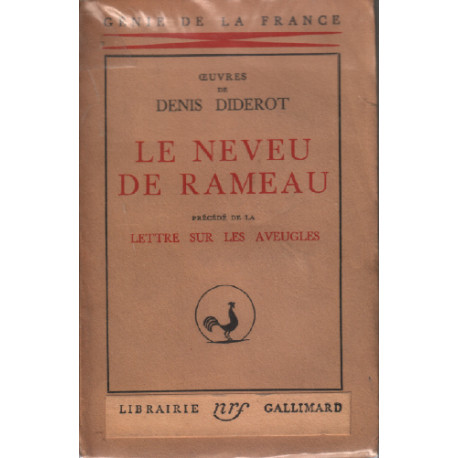 GÉNIE DE LA FRANCE
ŒUVRES
DE
DENIS DIDEROT
LE NEVEU
DE RAMEAU
PRÉCÉDÉ DE LA
LETTRE SUR LES AVEUGLES
LIBRAIRIE nrf GALLIMARD